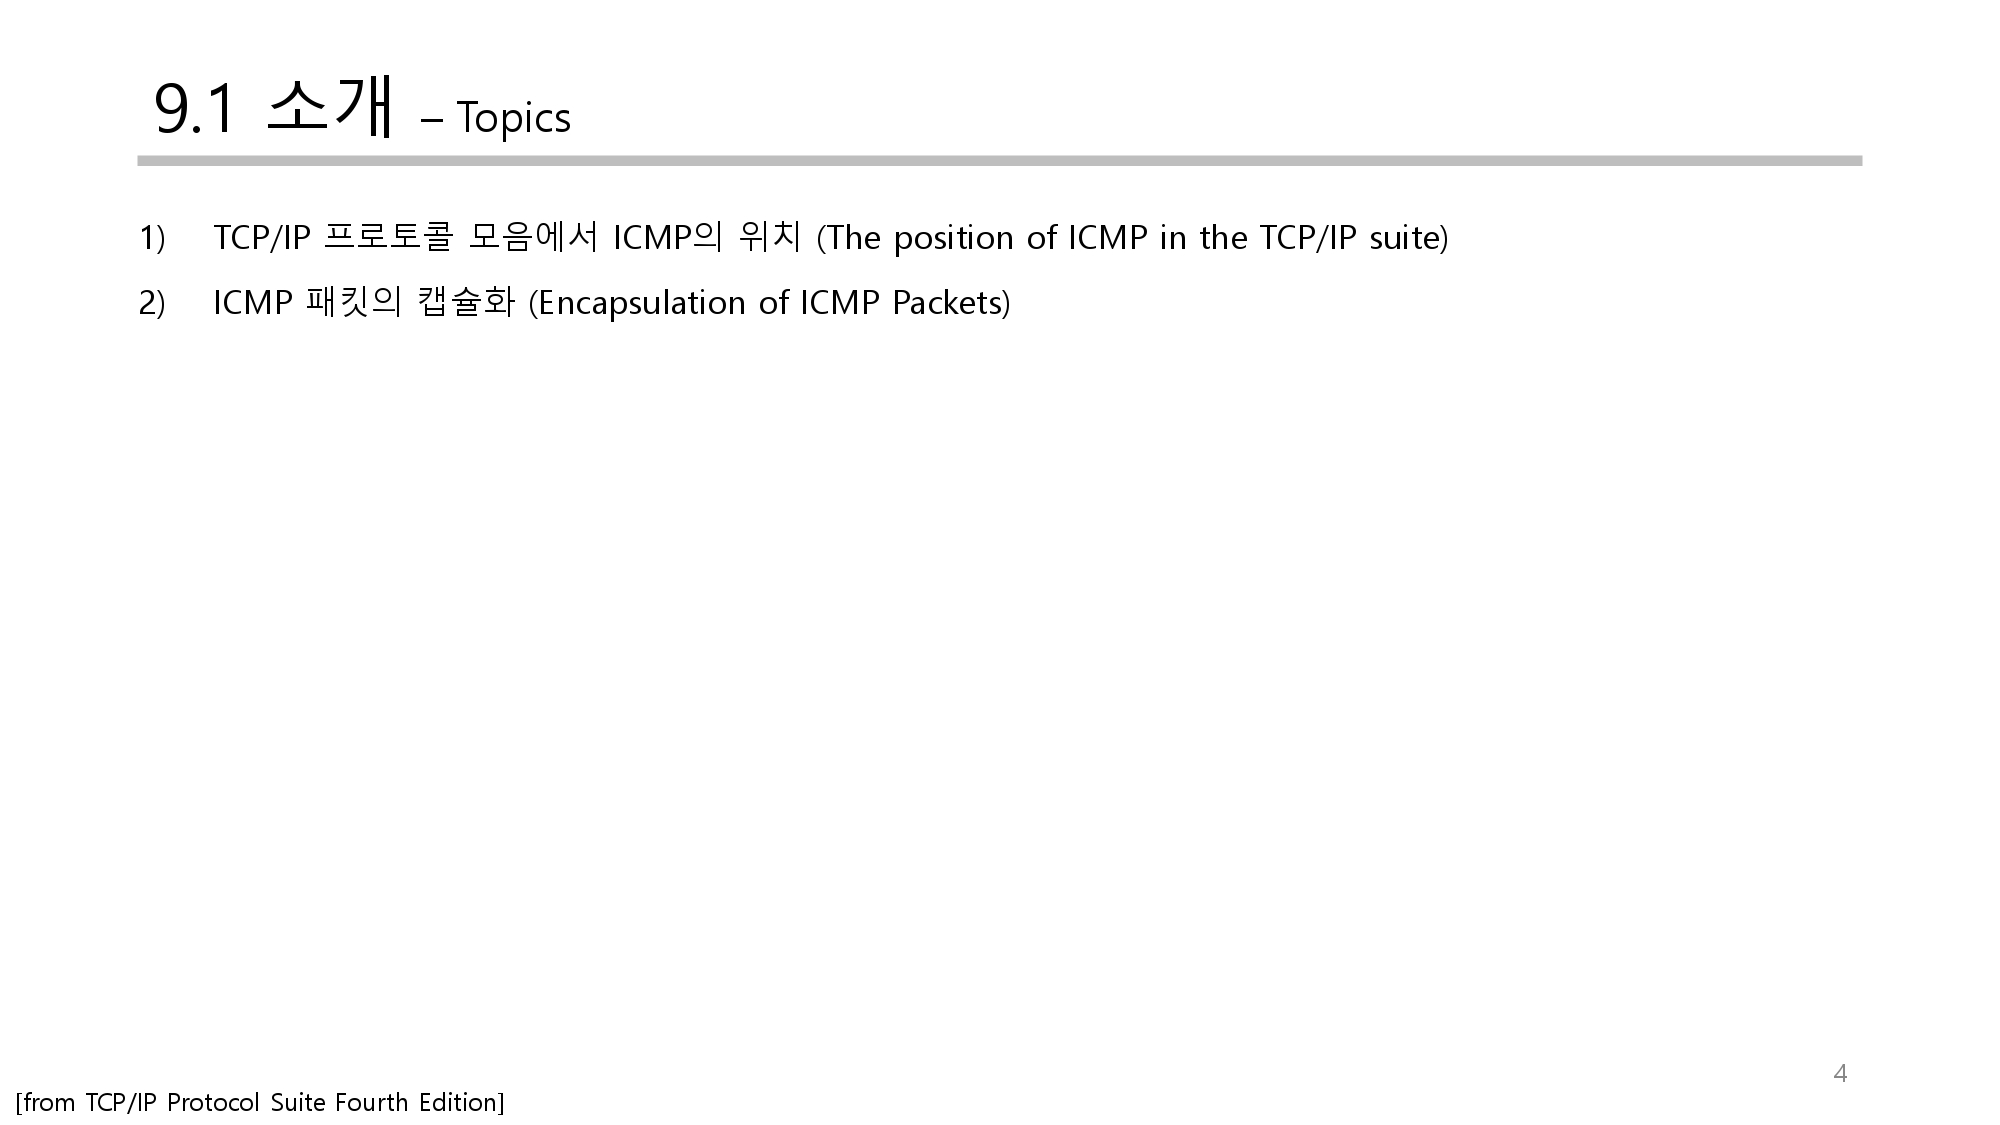 9.1 소개 – Topics
1) TCP/IP 프로토콜 모음에서 ICMP의 위치 (The position of ICMP in the TCP/IP suite)
2) ICMP 패킷의 캡슐화 (Encapsulation of ICMP Packets)
4
[from TCP/IP Protocol Suite Fourth Edition]